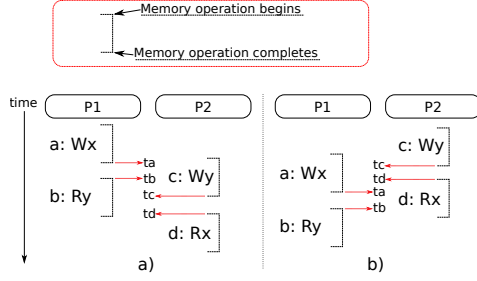 Memory operation begins
Memory operation completes
time
P1
P2
P1
P2
a: Wx
ta
tb
c: Wy
b: Ry
tc
td
d: Rx
a)
c: Wy
tc
a: Wx
td
ta
d: Rx
tb
b: Ry
b)